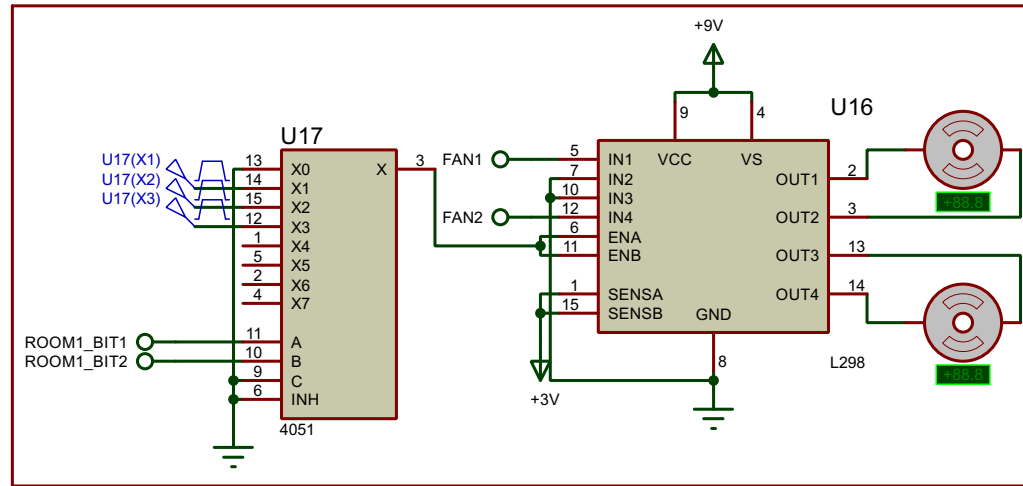 +9V
U17
U16
U17(X1)
U17(X2)
U17(X3)
13 X0
14 X1
15 X2
12 X3
1 X4
5 X5
2 X6
4 X7
X 3
ROOM1_BIT1 11 A
ROOM1_BIT2 10 B
9 C
6 INH
4051
9 4
VCC VS
FAN1 5 IN1
7 IN2
10 IN3
FAN2 12 IN4
6 ENA
11 ENB
1 SENSA
15 SENSB
GND
8
OUT1 2
OUT2 3
OUT3 13
OUT4 14
+88.8
+88.8
L298
+3V